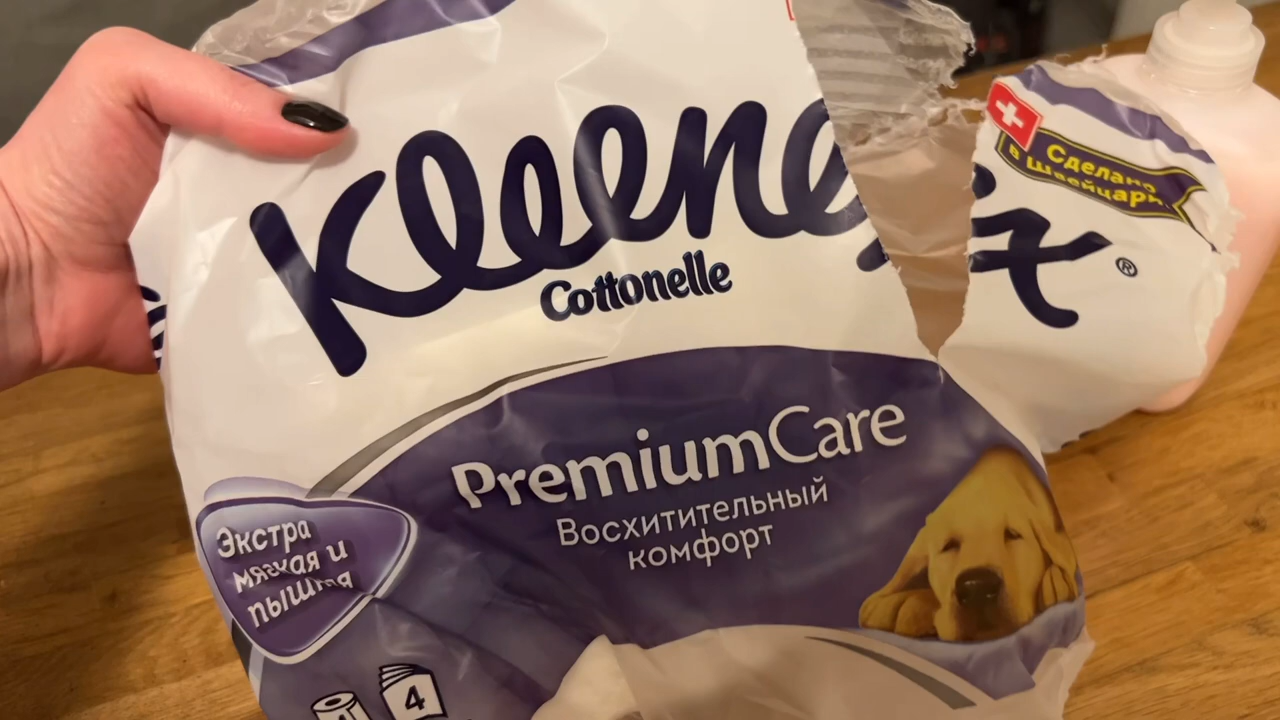 Kleenex®
Cottonelle
Сделано
в Швейцари
PremiumCare
Восхитительный
комфорт
Экстра
мягкая и
пышная
4